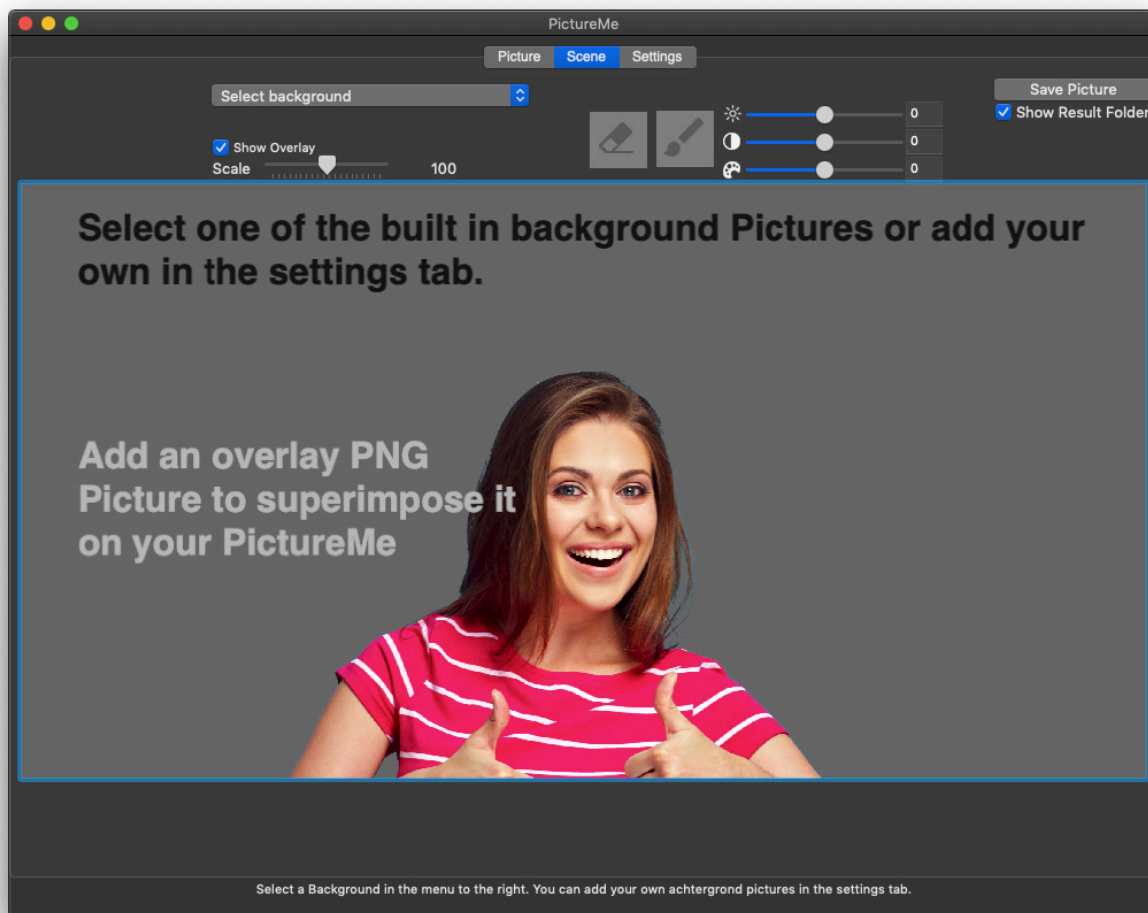 PictureMe
Picture Scene Settings
Select background
Save Picture
Show Result Folder
0
0
0
Show Overlay
Scale 100
Select one of the built in background Pictures or add your
own in the settings tab.
Add an overlay PNG
Picture to superimpose it
on your PictureMe
Select a Background in the menu to the right. You can add your own achtergrond pictures in the settings tab.